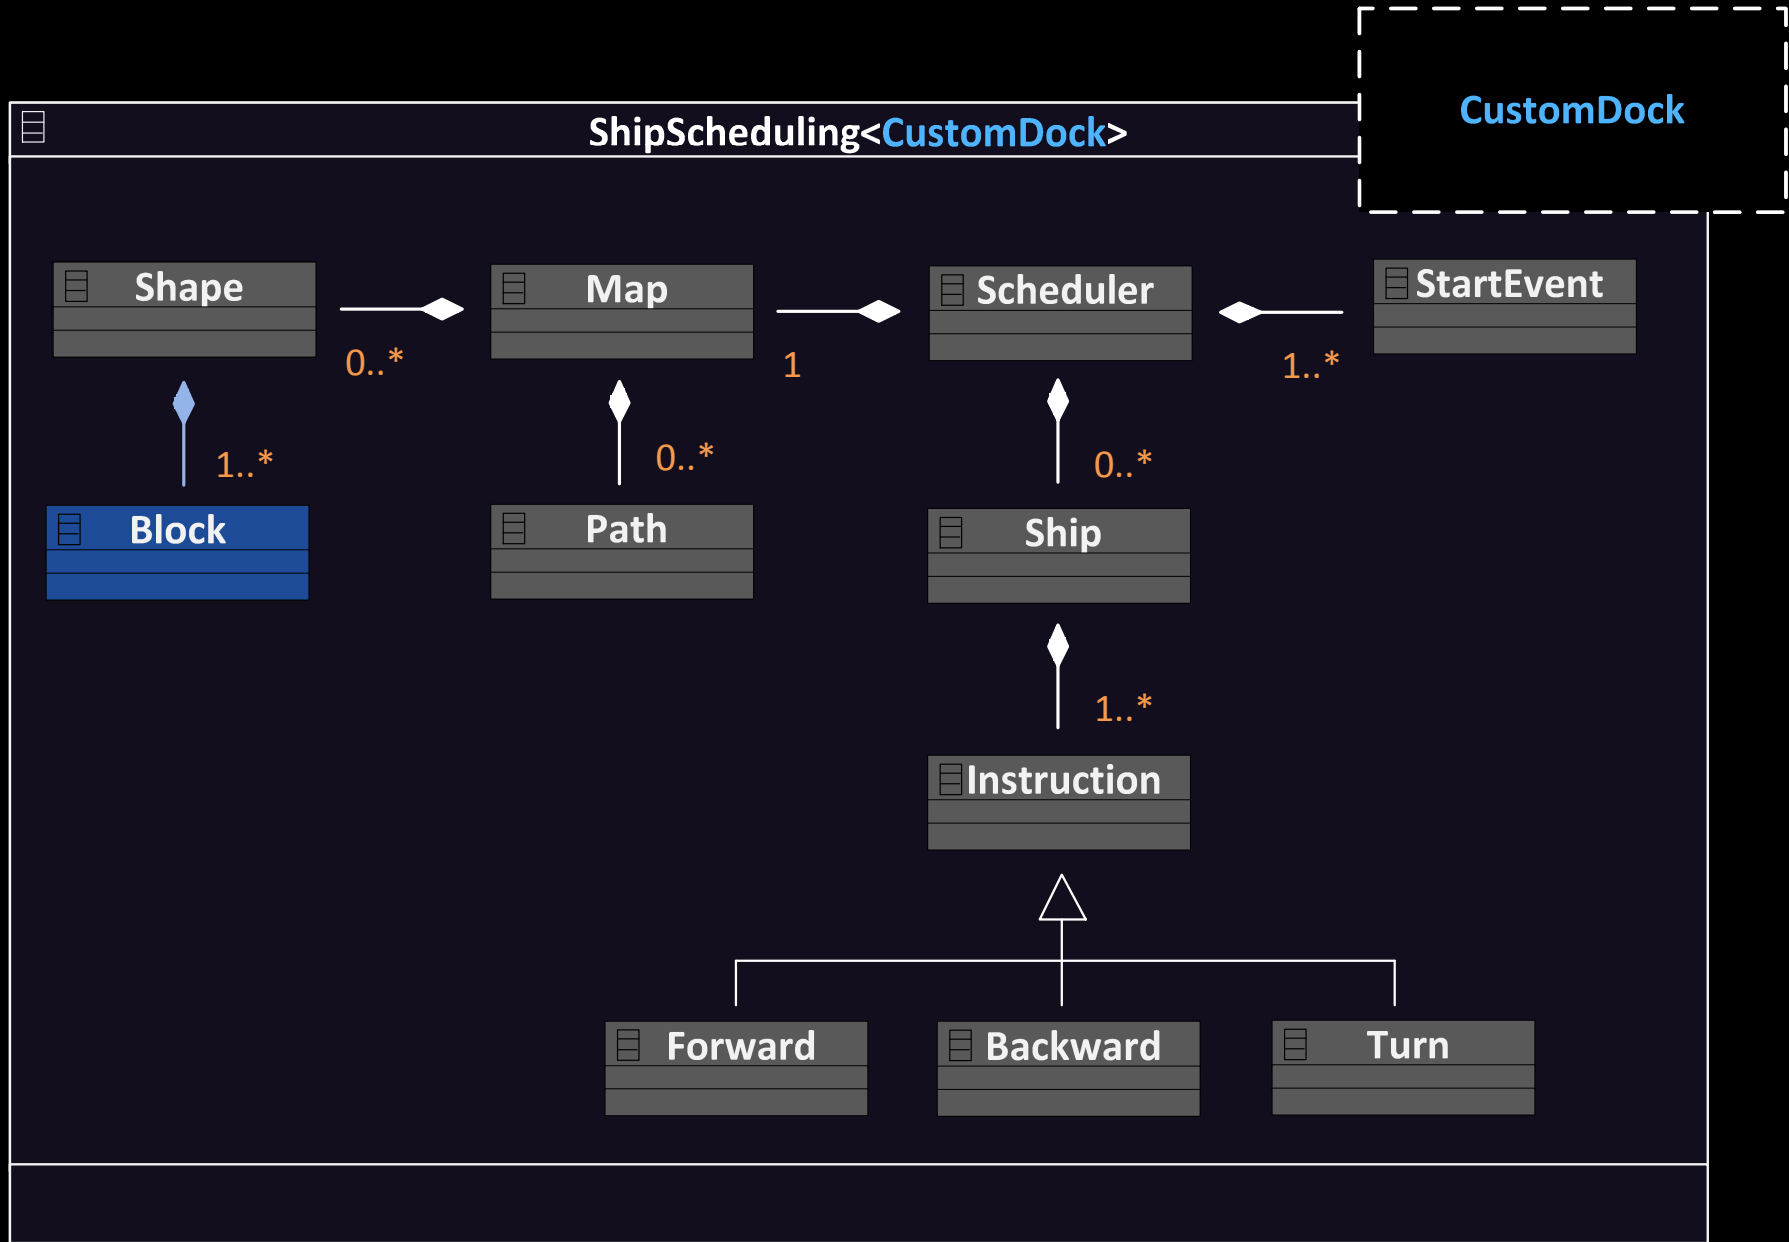 CustomDock
ShipScheduling<CustomDock>
Shape
Map
Scheduler
StartEvent
0..*
1
1..*
1..*
0..*
0..*
Block
Path
Ship
1..*
Instruction
Forward
Backward
Turn